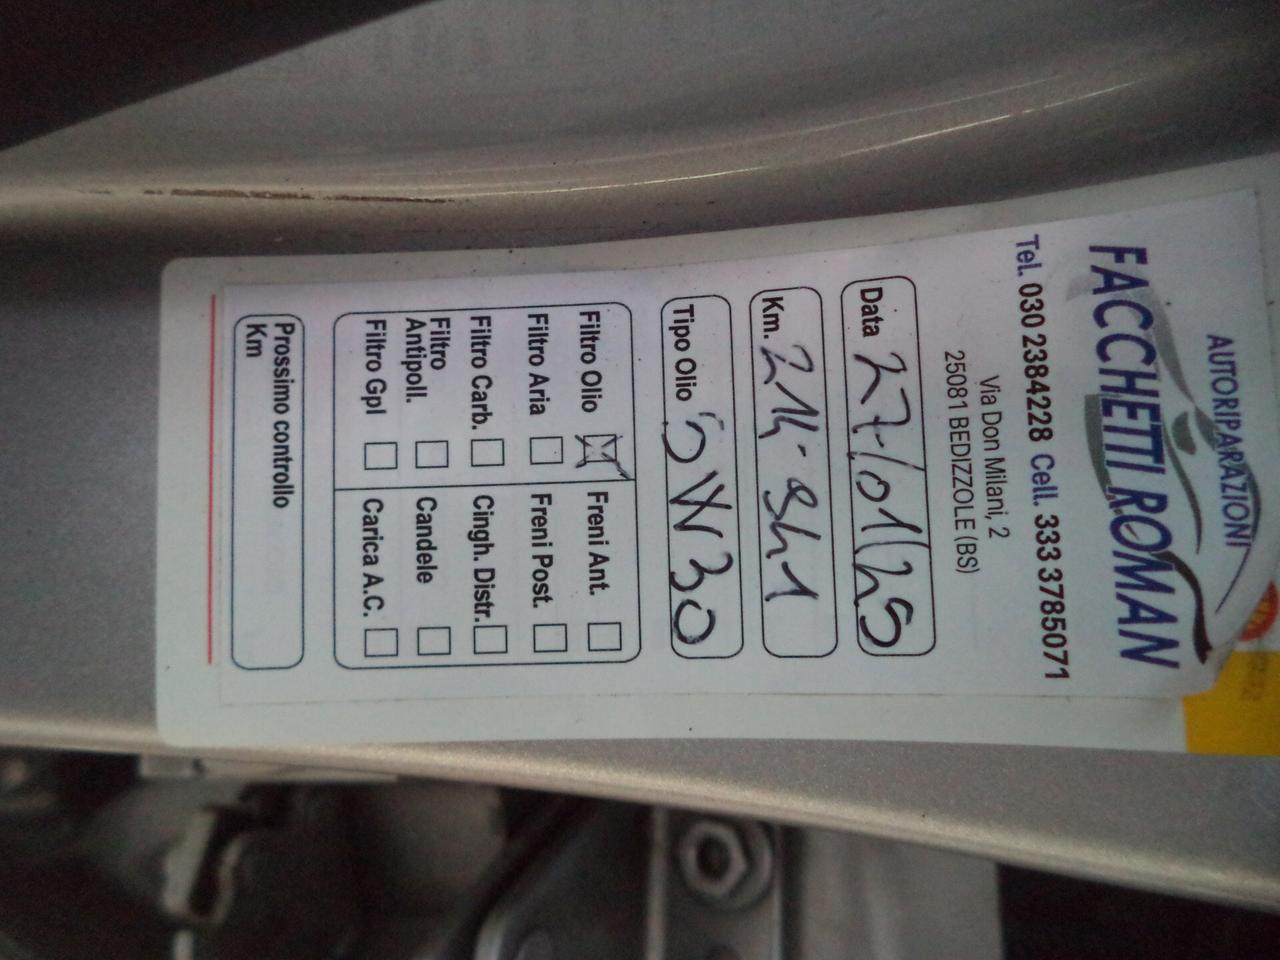 AUTORIPARAZIONI
FACCHETTI ROMAN
Tel. 030 2384228 Cell. 333 3785071
Via Don Milani, 2
25081 BEDIZZOLE (BS)
Data 27/01/25
Km.
Tipo Olio 5W30
Filtro Olio Freni Ant.
Filtro Aria Freni Post.
Filtro Carb. Cingh. Distr.
Filtro
Antipoll. Candele
Filtro Gpl Carica A.C.
Prossimo controllo
Km